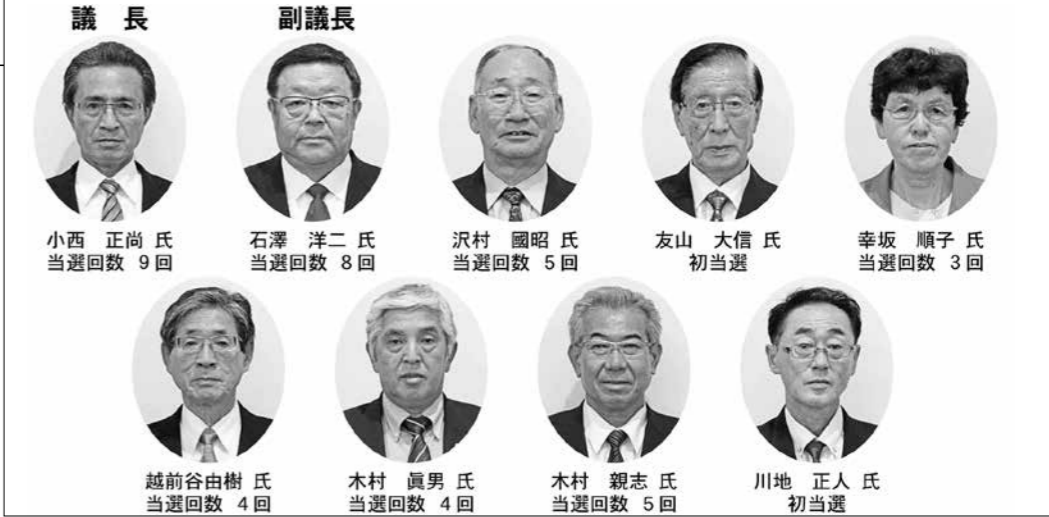 議　長
副議長
小西　正尚 氏
当選回数 9回
石澤　洋二 氏
当選回数 8回
沢村　國昭 氏
当選回数 5回
友山　大信 氏
初当選
幸坂　順子 氏
当選回数 3回
越前谷由樹 氏
当選回数 4回
木村　眞男 氏
当選回数 4回
木村　親志 氏
当選回数 5回
川地　正人 氏
初当選